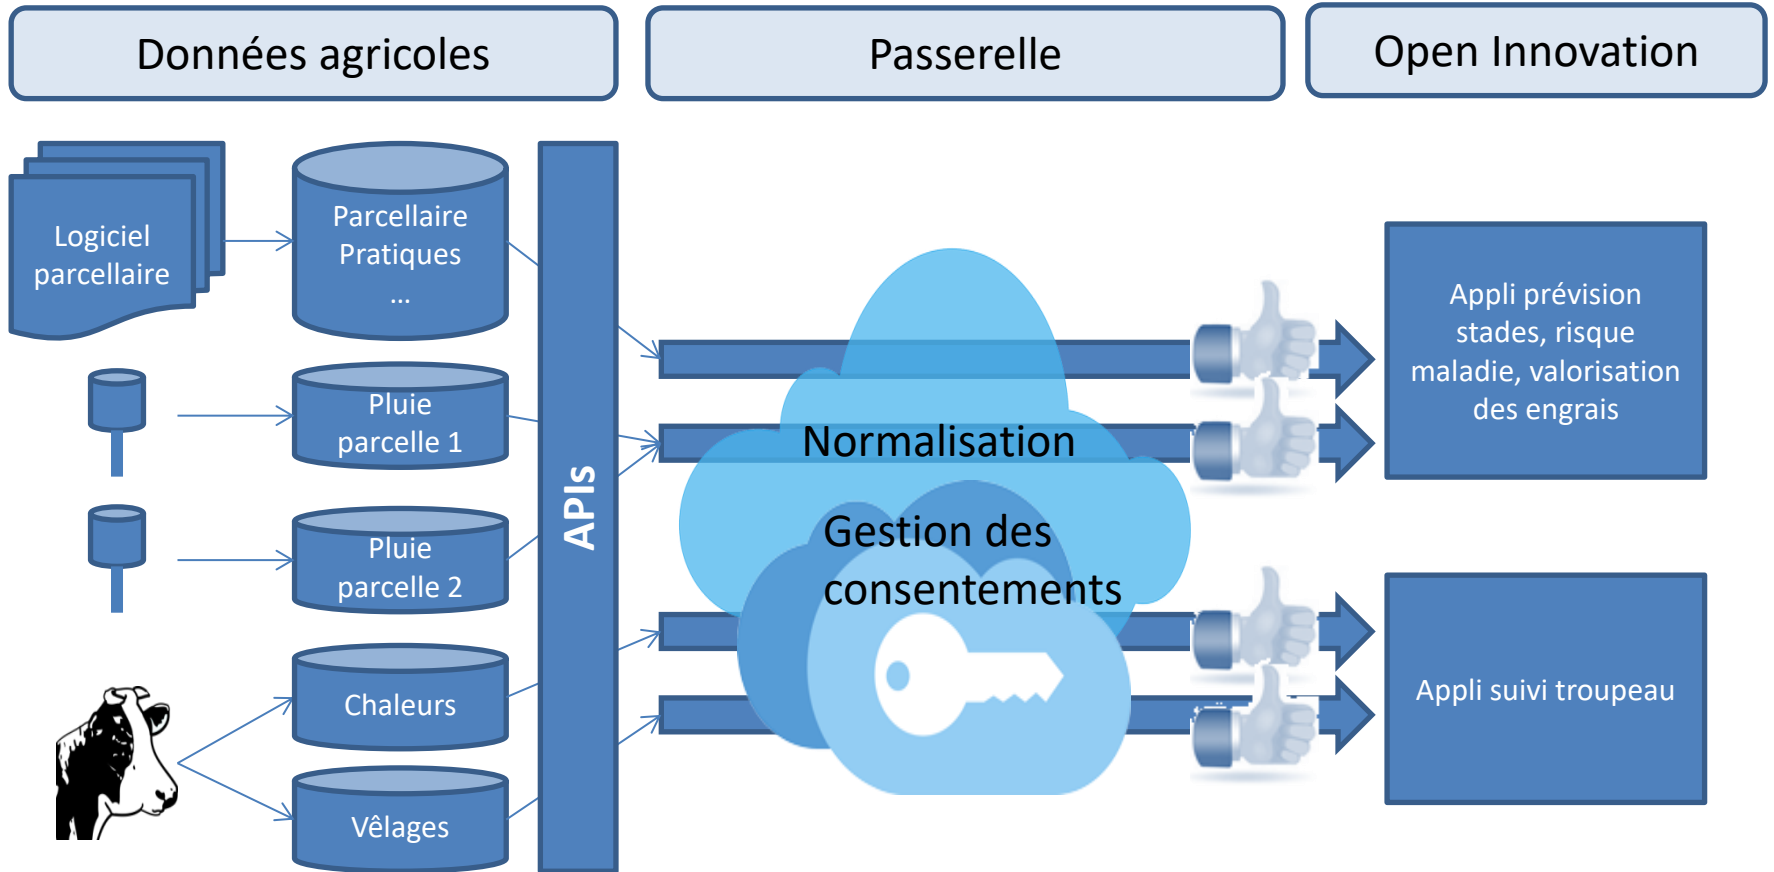 Données agricoles
Passerelle
Open Innovation
Logiciel
parcellaire
Parcellaire
Pratiques
...
Pluie
parcelle 1
Pluie
parcelle 2
Chaleurs
Vêlages
APIs
Normalisation
Gestion des
consentements
Appli prévision
stades, risque
maladie, valorisation
des engrais
Appli suivi troupeau